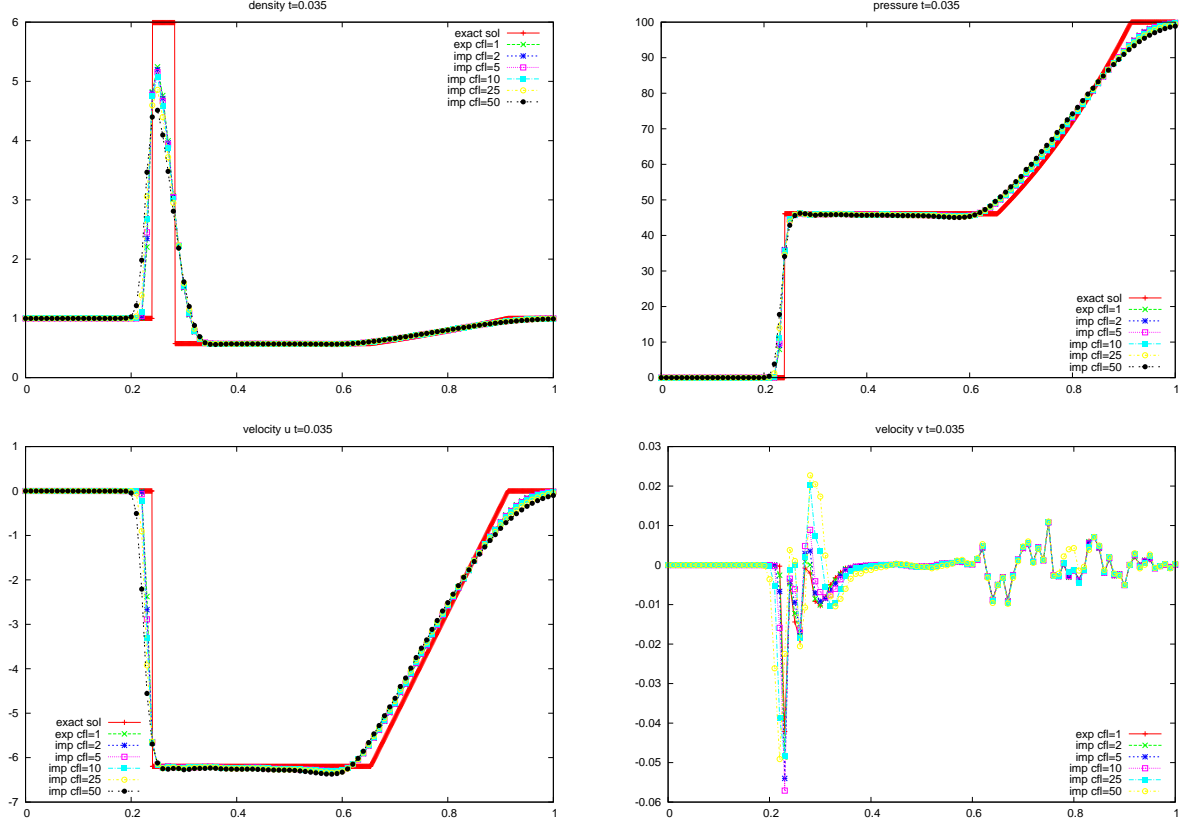 density t=0.035
6
5
4
3
2
1
0
0
0.2
0.4
0.6
0.8
1
exact sol
exp cfl=1
imp cfl=2
imp cfl=5
imp cfl=10
imp cfl=25
imp cfl=50
pressure t=0.035
100
90
80
70
60
50
40
30
20
10
0
0
0.2
0.4
0.6
0.8
1
exact sol
exp cfl=1
imp cfl=2
imp cfl=5
imp cfl=10
imp cfl=25
imp cfl=50
velocity u t=0.035
1
0
-1
-2
-3
-4
-5
-6
-7
0
0.2
0.4
0.6
0.8
1
exact sol
exp cfl=1
imp cfl=2
imp cfl=5
imp cfl=10
imp cfl=25
imp cfl=50
velocity v t=0.035
0.03
0.02
0.01
0
-0.01
-0.02
-0.03
-0.04
-0.05
-0.06
0
0.2
0.4
0.6
0.8
1
exp cfl=1
imp cfl=2
imp cfl=5
imp cfl=10
imp cfl=25
imp cfl=50